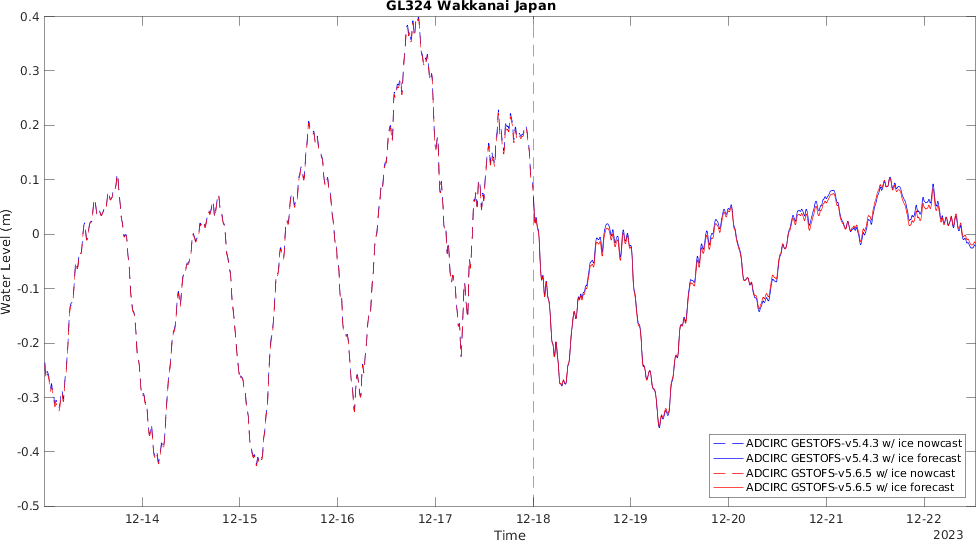 GL324 Wakkanai Japan
0.4
0.3
0.2
0.1
0
-0.1
-0.2
-0.3
-0.4
-0.5
Water Level (m)
ADCIRC GESTOFS-v5.4.3 w/ ice nowcast
ADCIRC GESTOFS-v5.4.3 w/ ice forecast
ADCIRC GSTOFS-v5.6.5 w/ ice nowcast
ADCIRC GSTOFS-v5.6.5 w/ ice forecast
12-14 12-15 12-16 12-17 12-18 12-19 12-20 12-21 12-22
Time
2023